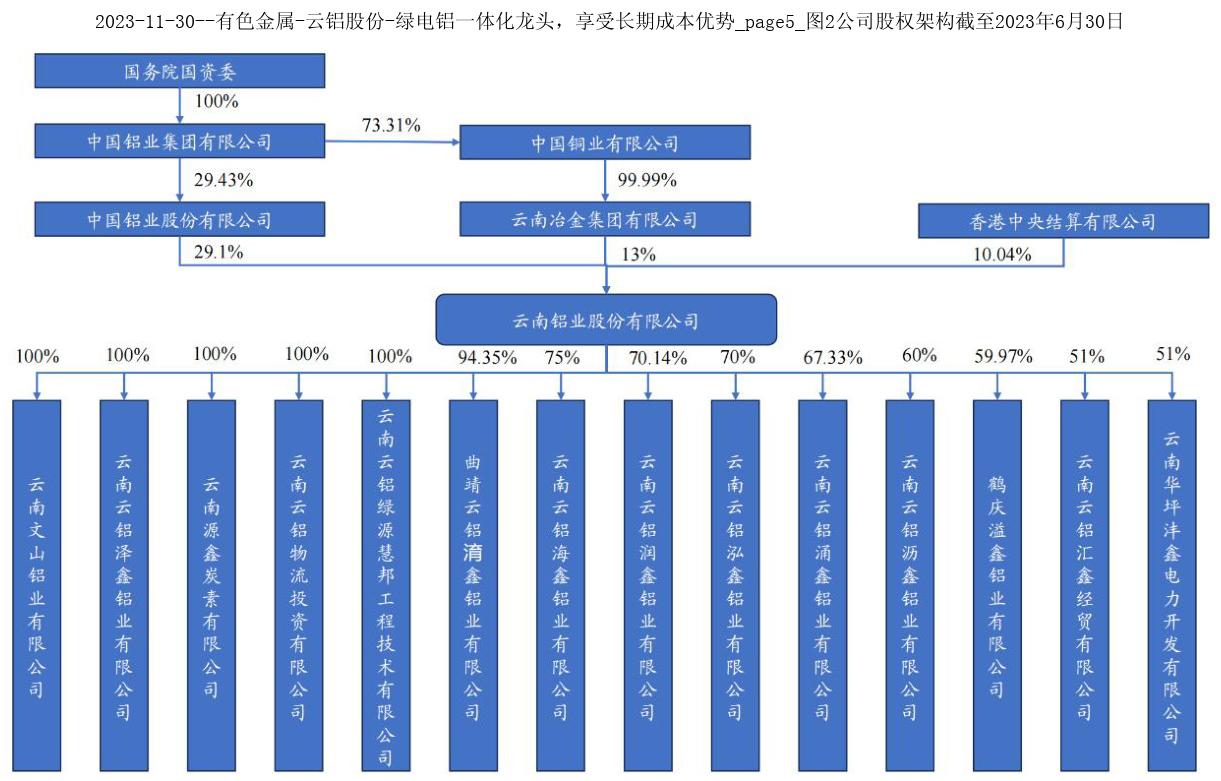 2023-11-30--有色金属-云铝股份-绿电铝一体化龙头，享受长期成本优势_page5_图2公司股权架构截至2023年6月30日
国务院国资委
100%
中国铝业集团有限公司
73.31%
中国铜业有限公司
29.43%
99.99%
中国铝业股份有限公司
云南冶金集团有限公司
香港中央结算有限公司
29.1%
13%
10.04%
云南铝业股份有限公司
100%
100%
100%
100%
100%
94.35%
75%
70.14%
70%
67.33%
60%
59.97%
51%
51%
云南文山铝业有限公司
云南云铝泽鑫铝业有限公司
云南源鑫炭素有限公司
云南云铝物流投资有限公司
云南云铝绿源慧邦工程技术有限公司
曲靖云铝淯鑫铝业有限公司
云南云铝海鑫铝业有限公司
云南云铝润鑫铝业有限公司
云南云铝泓鑫铝业有限公司
云南云铝涌鑫铝业有限公司
云南云铝沥鑫铝业有限公司
鹤庆溢鑫铝业有限公司
云南云铝汇鑫经贸有限公司
云南华坪沣鑫电力开发有限公司